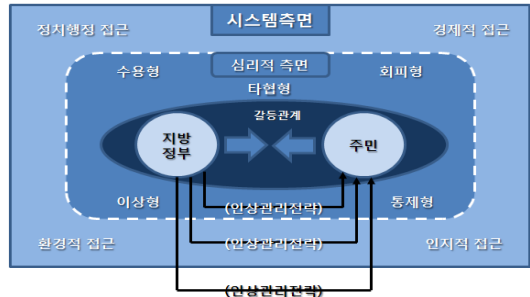 시스템측면
정치행정 접근
경제적 접근
심리적 측면
수용형
회피형
타협형
갈등관계
지방
정부
주민
이상형
통제형
(인상관리전략)
환경적 접근
(인상관리전략)
인지적 접근
(인상관리전략)